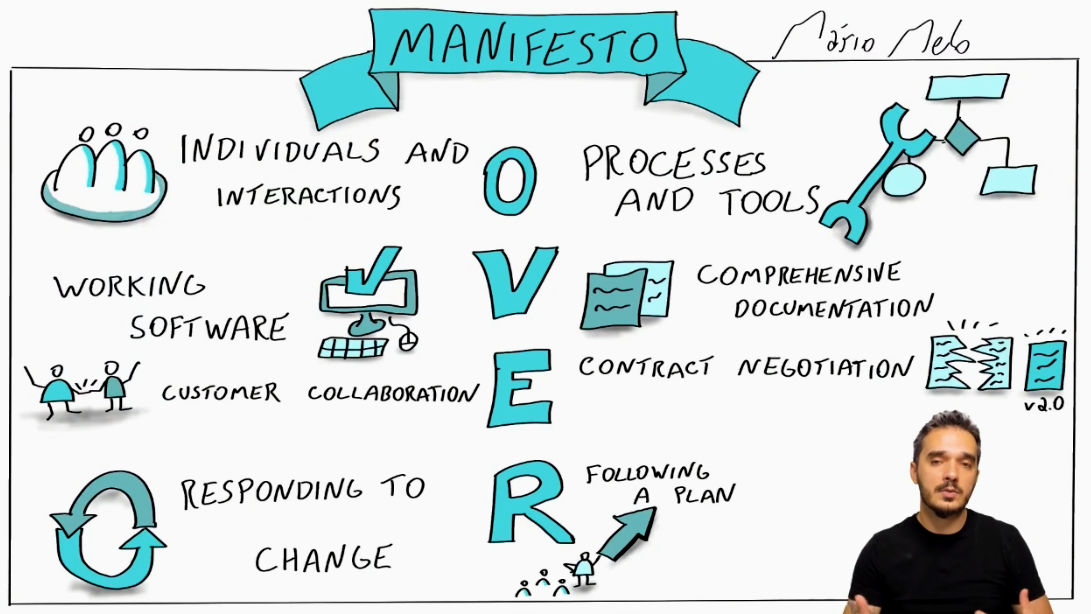 MANIFESTO
Mário Melo
INDIVIDUALS AND
INTERACTIONS
OVER
PROCESSES
AND TOOLS
WORKING
SOFTWARE
COMPREHENSIVE
DOCUMENTATION
CUSTOMER COLLABORATION
CONTRACT NEGOTIATION
v2.0
RESPONDING TO
CHANGE
FOLLOWING
A PLAN